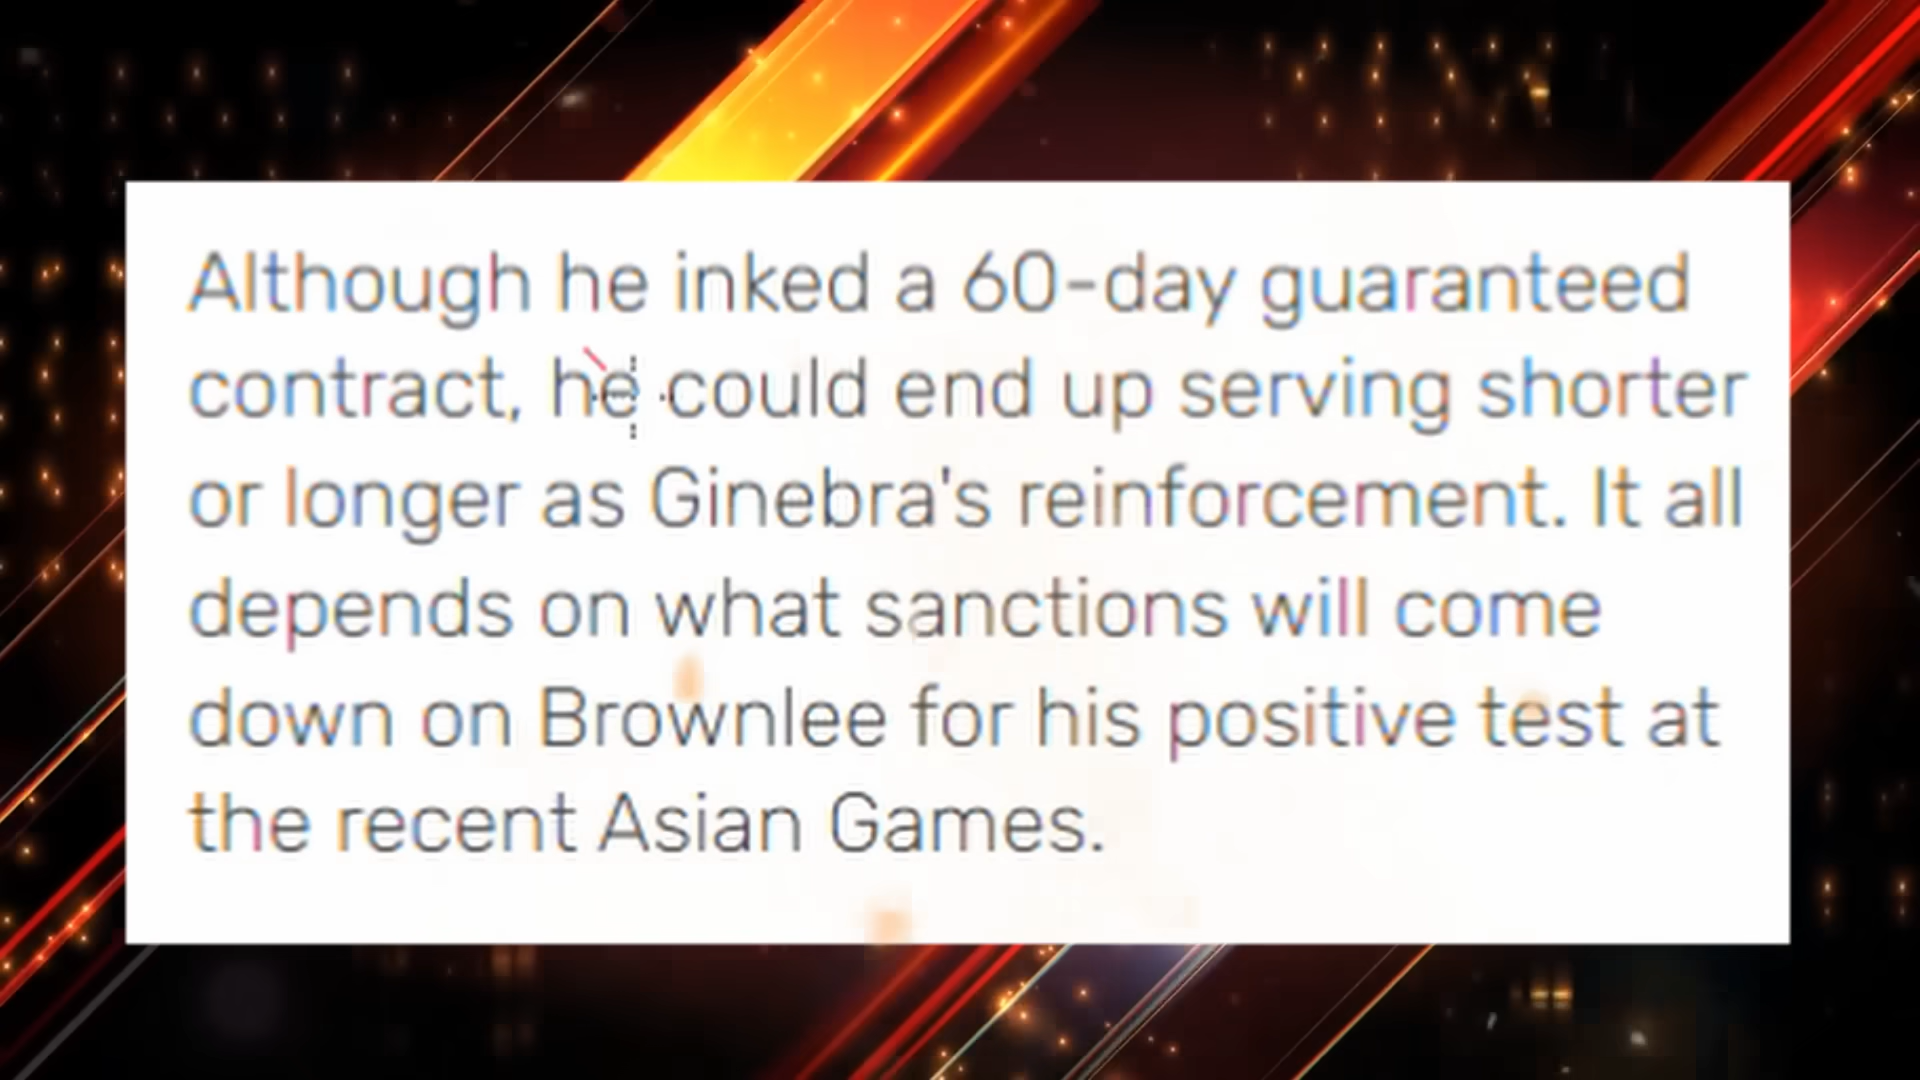 Although he inked a 60-day guaranteed
contract, he could end up serving shorter
or longer as Ginebra's reinforcement. It all
depends on what sanctions will come
down on Brownlee for his positive test at
the recent Asian Games.